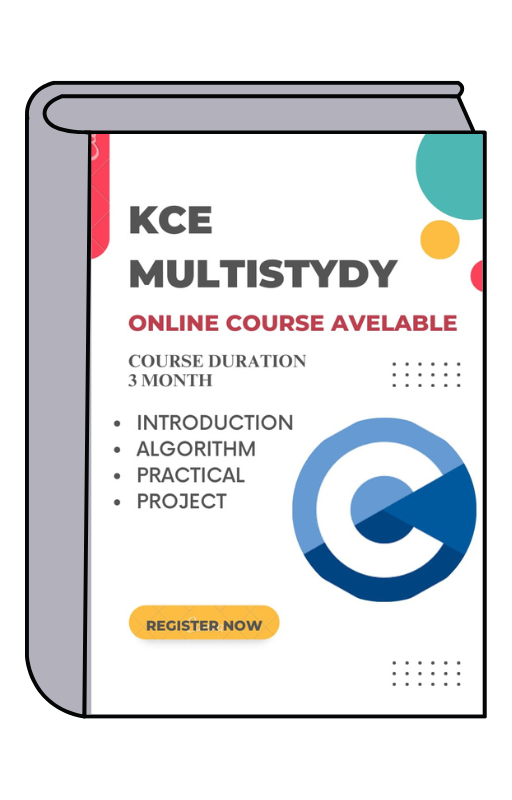 KCE
MULTISTYDY
ONLINE COURSE AVELABLE
COURSE DURATION
3 MONTH
• INTRODUCTION
• ALGORITHM
• PRACTICAL
• PROJECT
C
REGISTER NOW